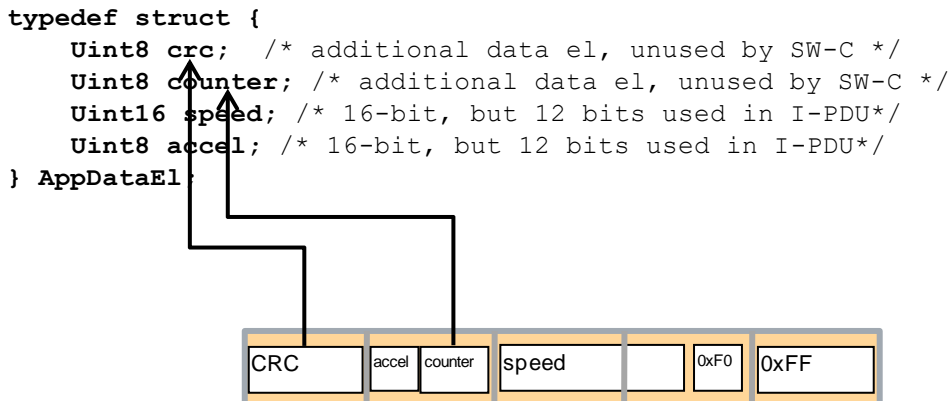 typedef struct {
Uint8 crc; /* additional data el, unused by SW-C */
Uint8 counter; /* additional data el, unused by SW-C */
Uint16 speed; /* 16-bit, but 12 bits used in I-PDU*/
Uint8 accel; /* 16-bit, but 12 bits used in I-PDU*/
} AppDataEl;
CRC accel counter speed 0xF0 0xFF